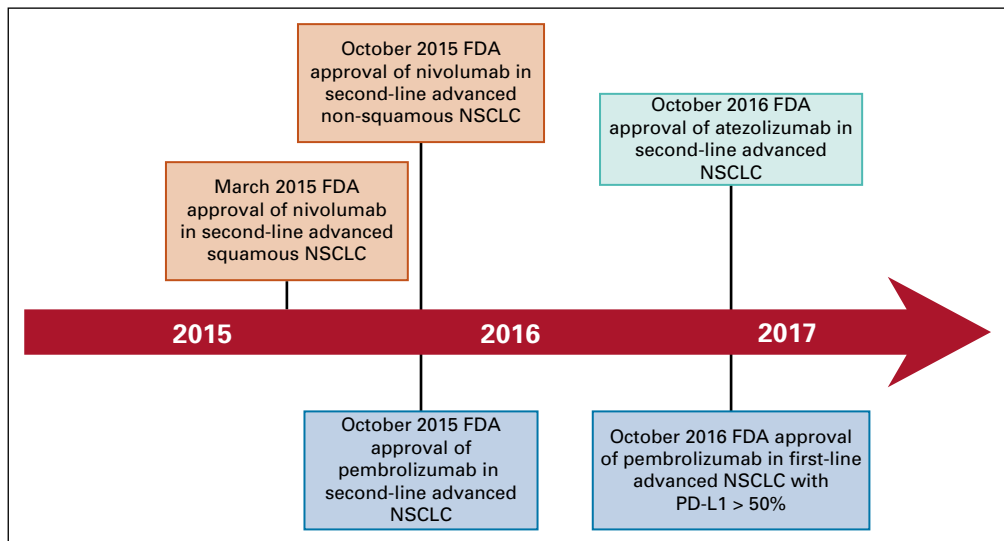 October 2015 FDA
approval of nivolumab in
second-line advanced
non-squamous NSCLC
October 2016 FDA
approval of atezolizumab in
second-line advanced
NSCLC
March 2015 FDA
approval of nivolumab
in second-line advanced
squamous NSCLC
2015
2016
2017
October 2015 FDA
approval of
pembrolizumab in
second-line advanced
NSCLC
October 2016 FDA approval
of pembrolizumab in first-line
advanced NSCLC with
PD-L1 > 50%